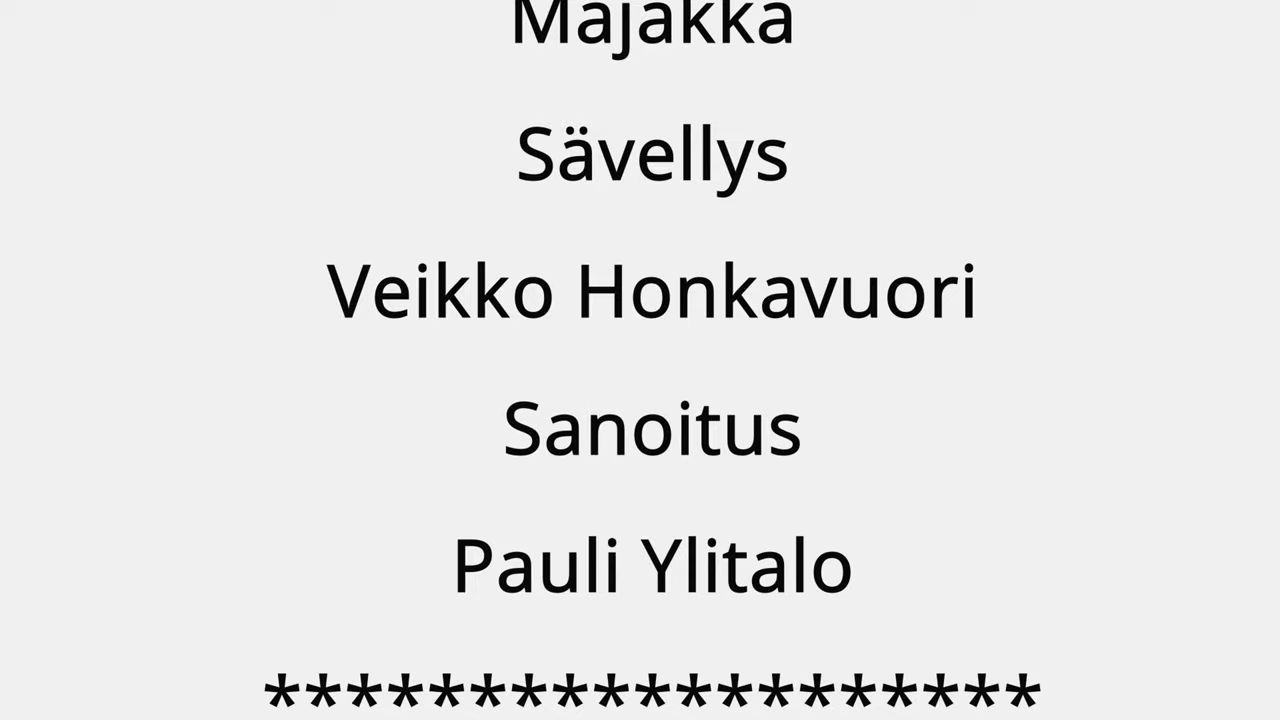 Majakka
Sävellys
Veikko Honkavuori
Sanoitus
Pauli Ylitalo
*******************